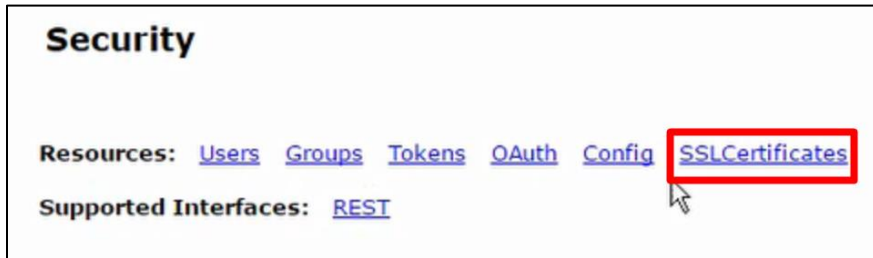 Security
Resources: Users Groups Tokens OAuth Config SSLCertificates
Supported Interfaces: REST